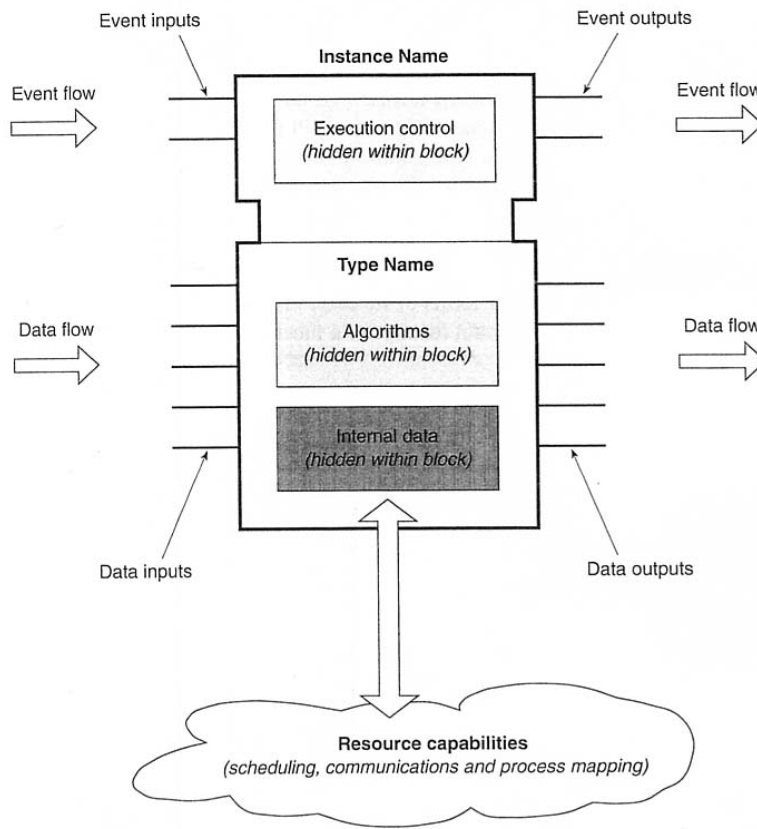 Event inputs
Event outputs
Instance Name
Event flow
Event flow
Execution control
(hidden within block)
Type Name
Data flow
Data flow
Algorithms
(hidden within block)
Internal data
(hidden within block)
Data inputs
Data outputs
Resource capabilities
(scheduling, communications and process mapping)